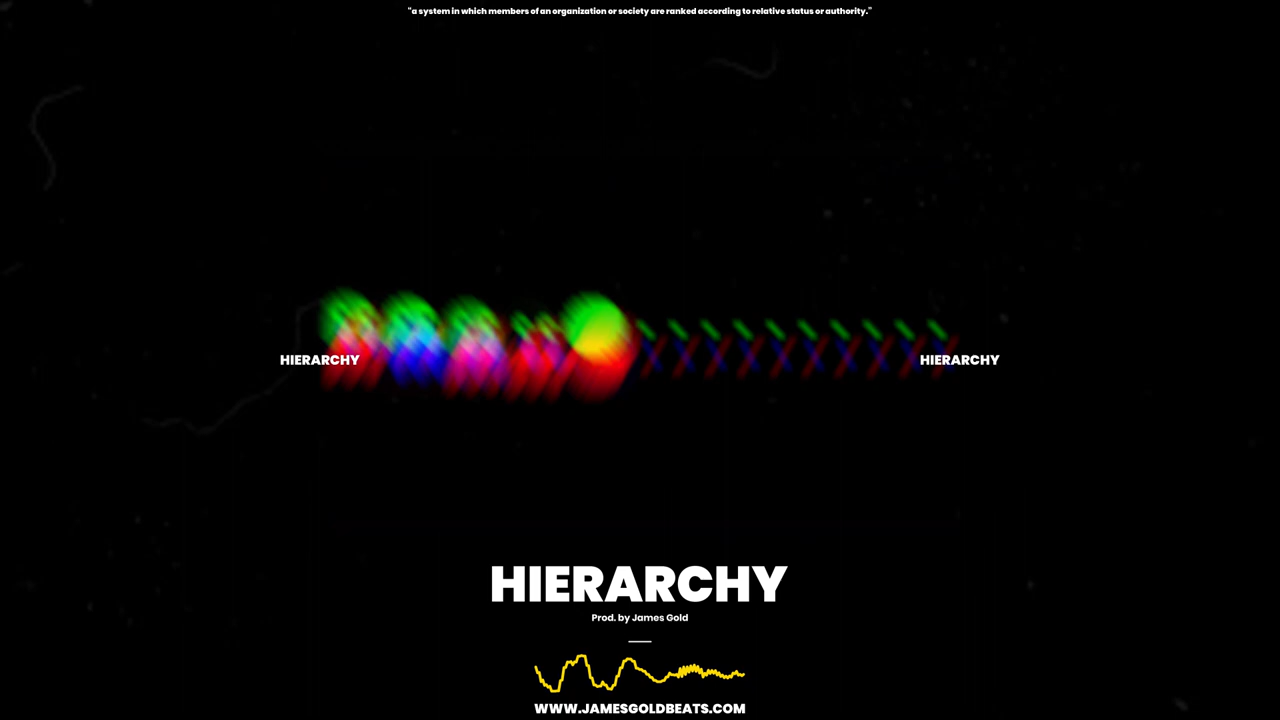 "a system in which members of an organization or society are ranked according to relative status or authority."
HIERARCHY
HIERARCHY
HIERARCHY
Prod. by James Gold
WWW.JAMESGOLDBEATS.COM